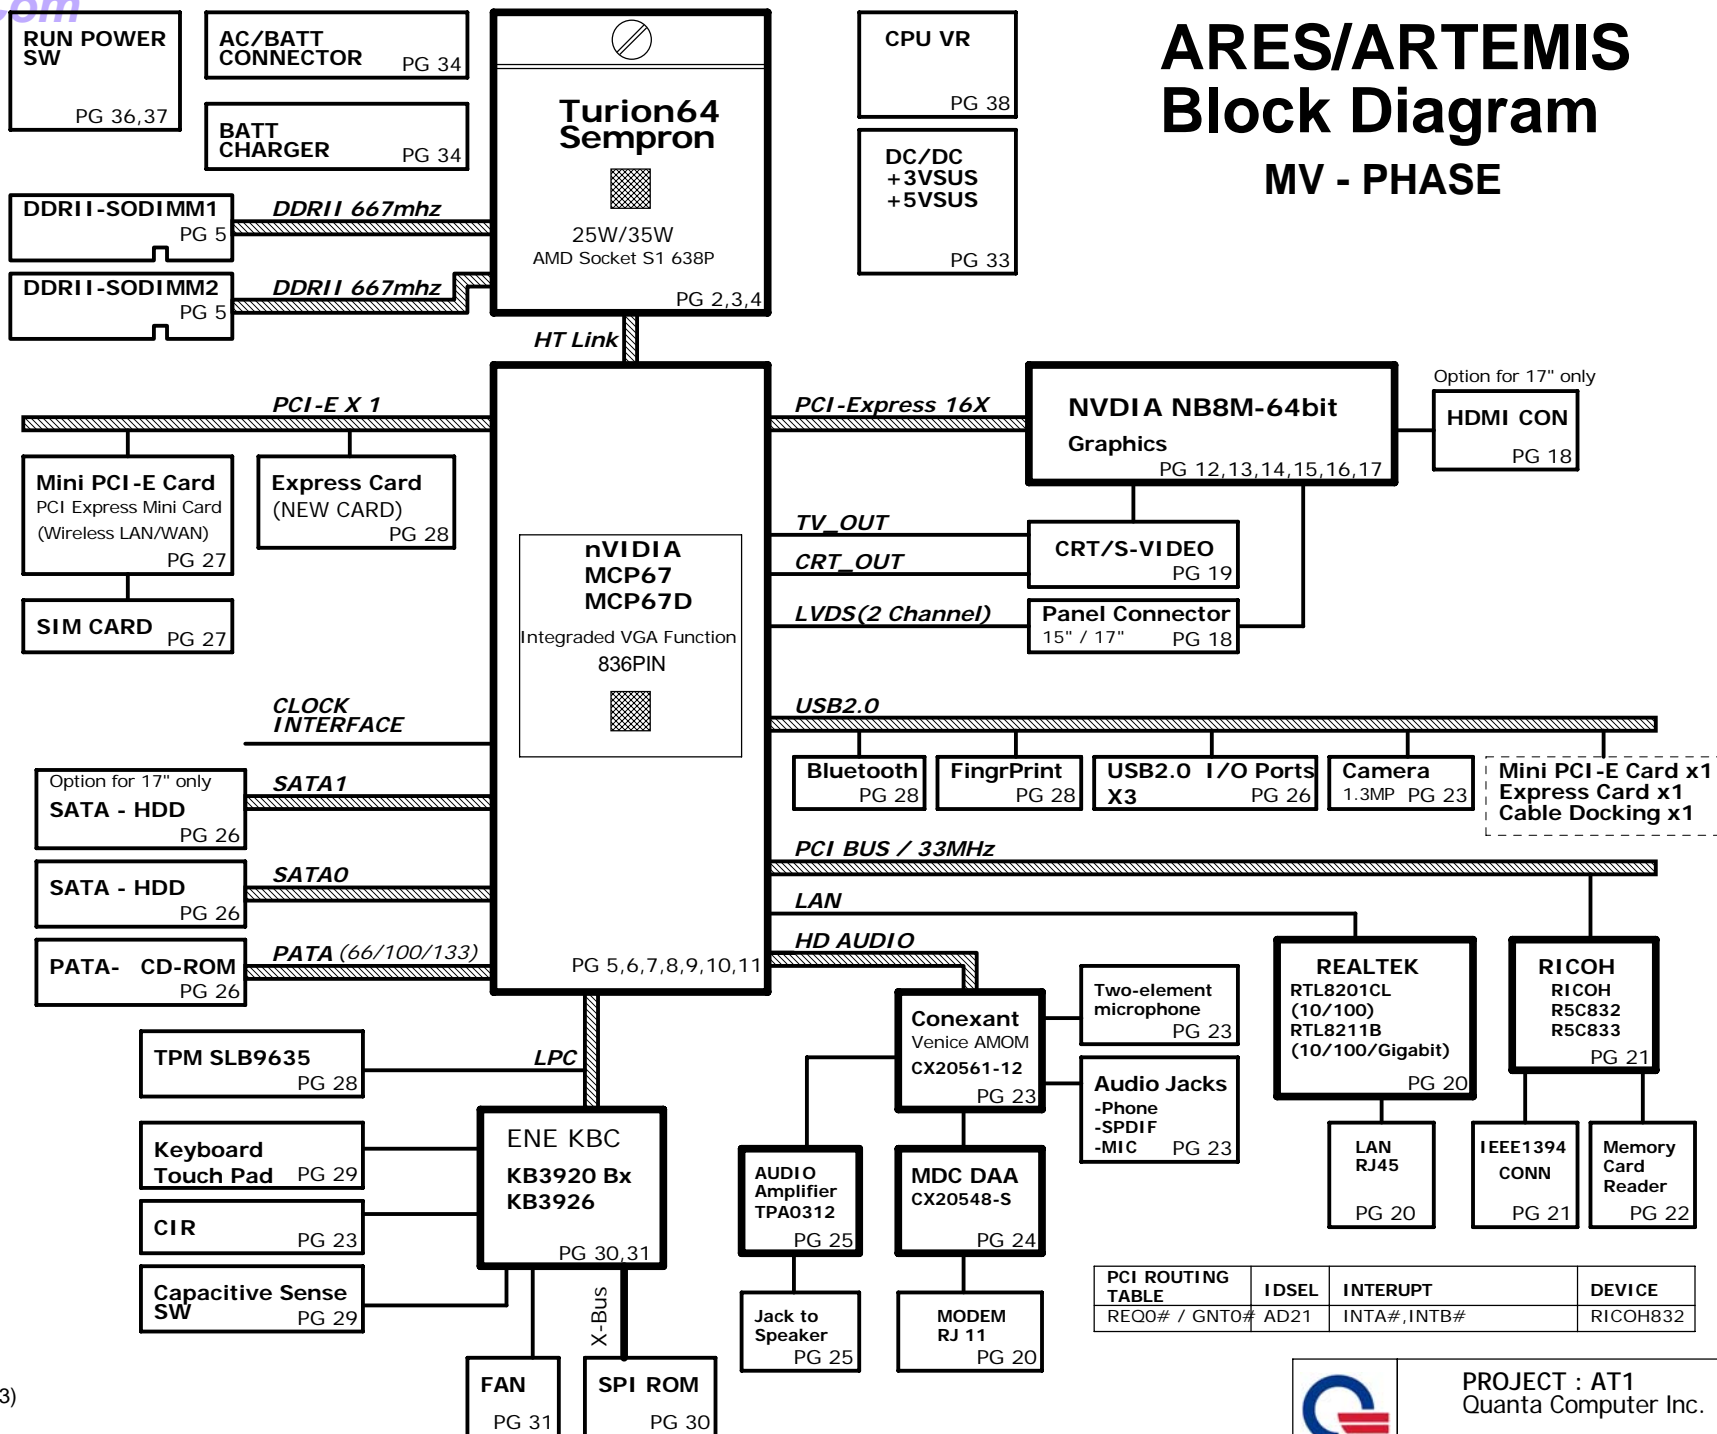 com
RUN POWER
SW
PG 36,37
AC/BATT
CONNECTOR
PG 34
BATT
CHARGER
PG 34
Turion64
Sempron
25W/35W
AMD Socket S1 638P
PG 2,3,4
CPU VR
PG 38
DC/DC
+3VSUS
+5VSUS
PG 33
ARES/ARTEMIS
Block Diagram
MV - PHASE
DDRII-SODIMM1
PG 5
DDRII 667mhz
DDRII-SODIMM2
PG 5
DDRII 667mhz
HT Link
PCI-E X 1
Mini PCI-E Card
PCI Express Mini Card
(Wireless LAN/WAN)
PG 27
Express Card
(NEW CARD)
PG 28
SIM CARD
PG 27
nVIDIA
MCP67
MCP67D
Integraded VGA Function
836PIN
PG 5,6,7,8,9,10,11
PCI-Express 16X
NVDIA NB8M-64bit
Graphics
PG 12,13,14,15,16,17
Option for 17" only
HDMI CON
PG 18
TV_OUT
CRT_OUT
CRT/S-VIDEO
PG 19
LVDS(2 Channel)
Panel Connector
15" / 17"
PG 18
CLOCK
INTERFACE
Option for 17" only
SATA - HDD
PG 26
SATA1
SATA - HDD
PG 26
SATA0
PATA- CD-ROM
PG 26
PATA (66/100/133)
USB2.0
Bluetooth
PG 28
FingrPrint
PG 28
USB2.0 I/O Ports
X3
PG 26
Camera
1.3MP PG 23
Mini PCI-E Card x1
Express Card x1
Cable Docking x1
PCI BUS / 33MHz
LAN
HD AUDIO
REALTEK
RTL8201CL
(10/100)
RTL8211B
(10/100/Gigabit)
PG 20
RICOH
RICOH
R5C832
R5C833
PG 21
Conexant
Venice AMOM
CX20561-12
PG 23
Two-element
microphone
PG 23
Audio Jacks
-Phone
-SPDIF
-MIC
PG 23
TPM SLB9635
PG 28
LPC
Keyboard
Touch Pad
PG 29
CIR
PG 23
Capacitive Sense
SW
PG 29
ENE KBC
KB3920 Bx
KB3926
PG 30,31
X-Bus
FAN
PG 31
SPI ROM
PG 30
AUDIO
Amplifier
TPA0312
PG 25
MDC DAA
CX20548-S
PG 24
Jack to
Speaker
PG 25
MODEM
RJ 11
PG 20
LAN
RJ45
PG 20
IEEE1394
CONN
PG 21
Memory
Card
Reader
PG 22
PCI ROUTING
TABLE
IDSEL
INTERUPT
DEVICE
REQ0# / GNT0#
AD21
INTA#,INTB#
RICOH832
3)
PROJECT : AT1
Quanta Computer Inc.